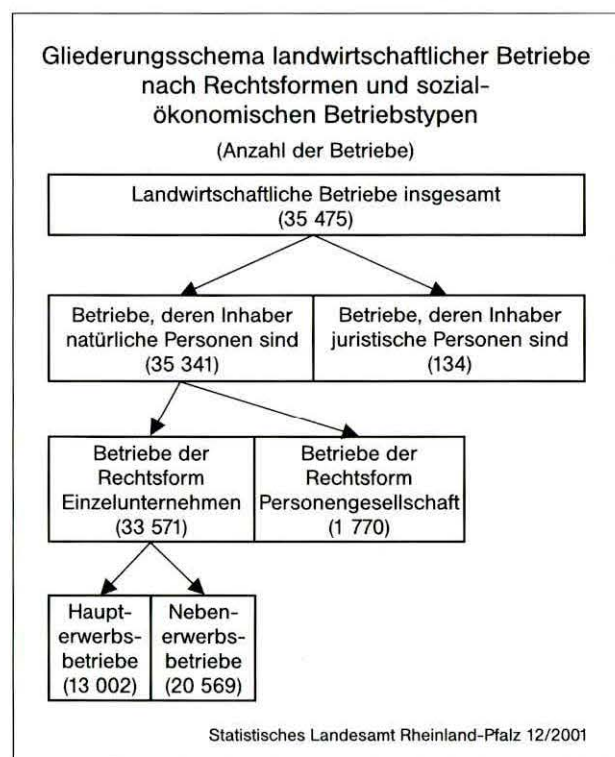 Gliederungsschema landwirtschaftlicher Betriebe
nach Rechtsformen und sozial-
ökonomischen Betriebstypen
(Anzahl der Betriebe)
Landwirtschaftliche Betriebe insgesamt
(35 475)
Betriebe, deren Inhaber
natürliche Personen sind
(35 341)
Betriebe, deren Inhaber
juristische Personen sind
(134)
Betriebe der
Rechtsform
Einzelunternehmen
(33 571)
Betriebe der
Rechtsform
Personengesellschaft
(1 770)
Haupt-
erwerbs-
betriebe
(13 002)
Neben-
erwerbs-
betriebe
(20 569)
Statistisches Landesamt Rheinland-Pfalz 12/2001